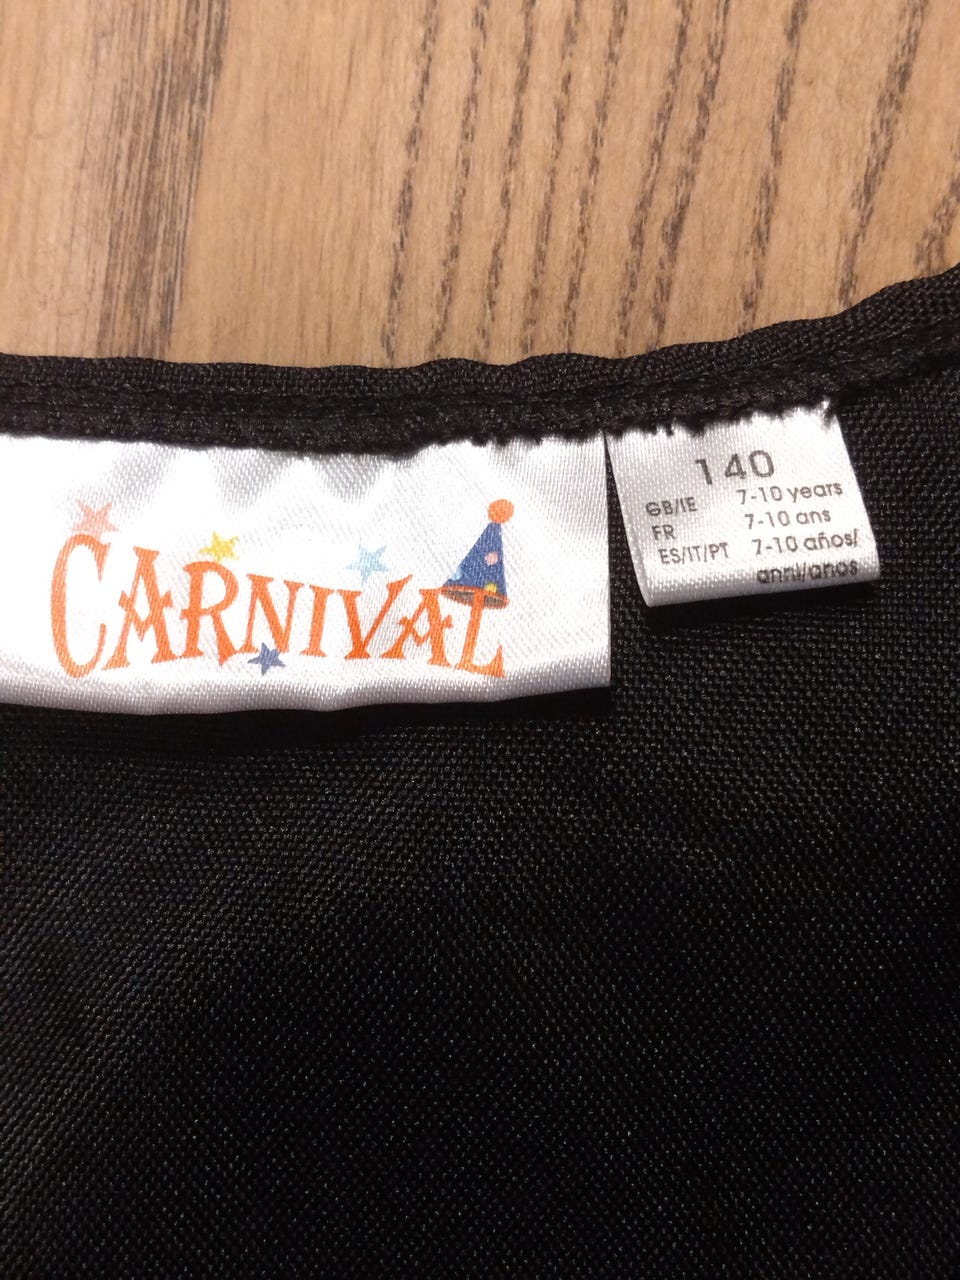 CARNIVAL
140
GB/IE 7-10 years
FR 7-10 ans
ES/IT/PT 7-10 años/
anni/anos